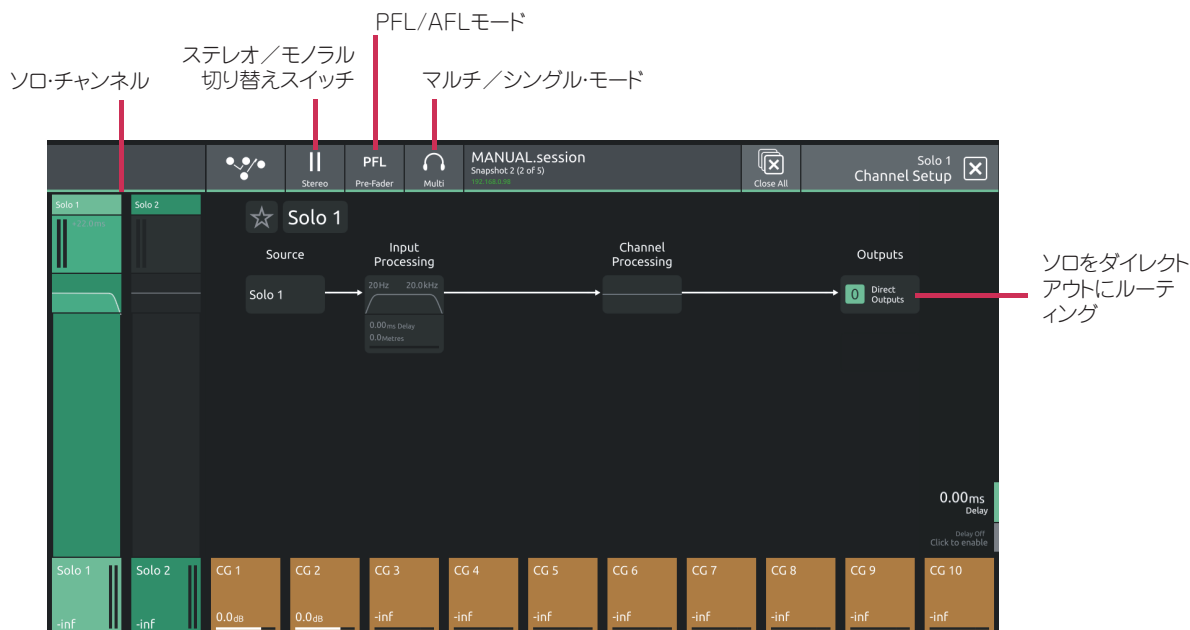 PFL/AFLモード
ステレオ／モノラル
切り替えスイッチ
ソロ・チャンネル
マルチ／シングル・モード
Stereo
PFL
Pre-Fader
Multi
MANUAL.session
Snapshot 2 (2 of 5)
192.168.0.98
Close All
Solo 1
Channel Setup
Solo 1
+22.0ms
Solo 2
Solo 1
Source
Input
Processing
Channel
Processing
Outputs
Solo 1
20Hz 20.0kHz
0.00ms Delay
0.0Metres
0 Direct
Outputs
ソロをダイレクト
アウトにルーテ
ィング
0.00ms
Delay
Delay Off
Click to enable
Solo 1
-inf
Solo 2
-inf
CG 1
0.0dB
CG 2
0.0dB
CG 3
-inf
CG 4
-inf
CG 5
-inf
CG 6
-inf
CG 7
-inf
CG 8
-inf
CG 9
-inf
CG 10
-inf